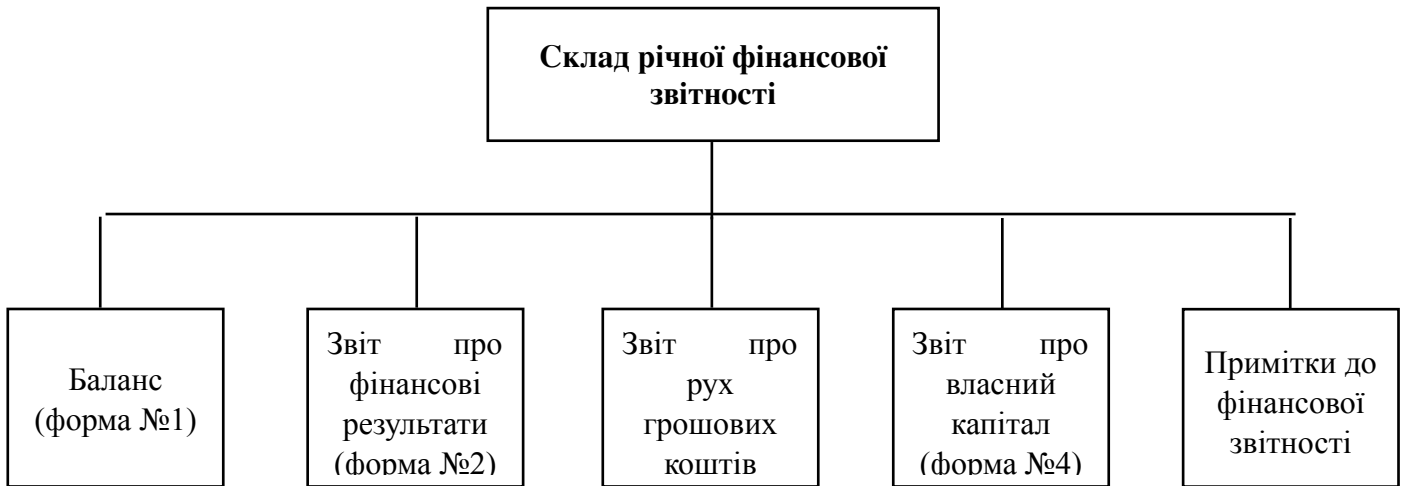 Склад річної фінансової
звітності
Баланс
(форма №1)
Звіт про
фінансові
результати
(форма №2)
Звіт про
рух
грошових
коштів
Звіт про
власний
капітал
(форма №4)
Примітки до
фінансової
звітності